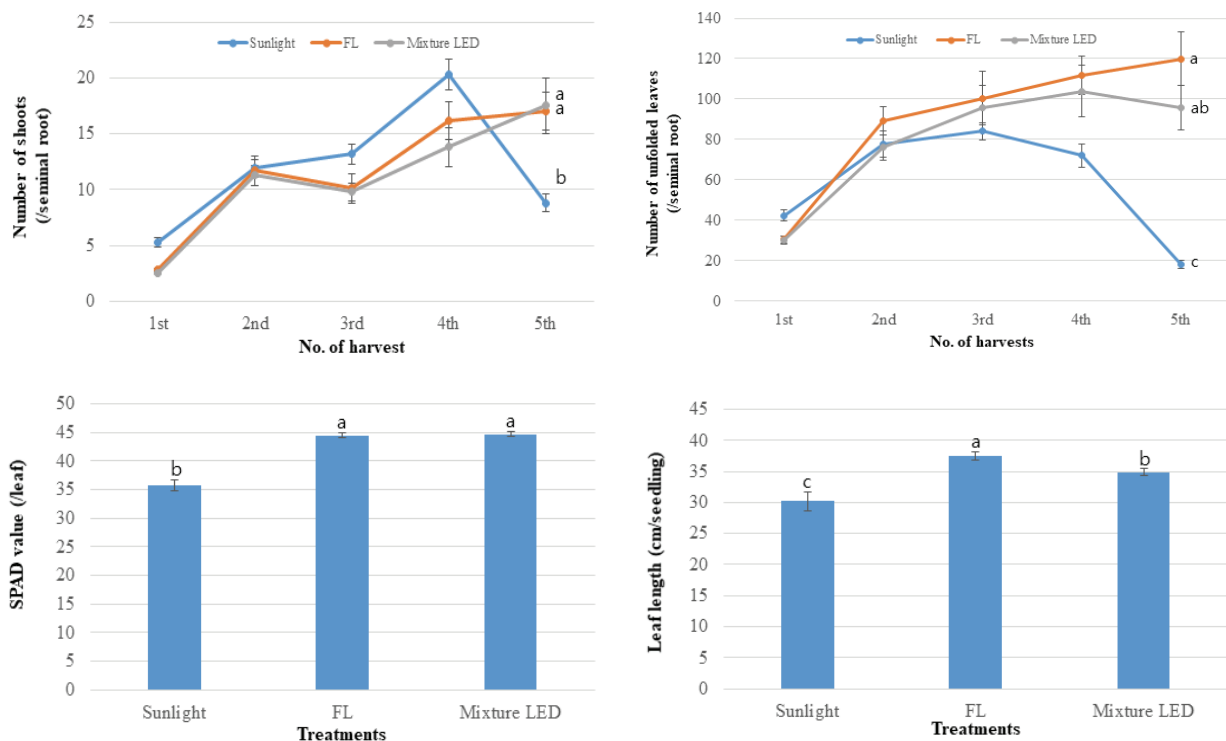 Number of shoots
(/seminal root)
25
20
15
10
5
0
Sunlight FL Mixture LED
a
a
b
1st 2nd 3rd 4th 5th
No. of harvest
Number of unfolded leaves
(/seminal root)
140
120
100
80
60
40
20
0
Sunlight FL Mixture LED
a
ab
c
1st 2nd 3rd 4th 5th
No. of harvests
SPAD value (/leaf)
50
45
40
35
30
25
20
15
10
5
0
b a a
Sunlight FL Mixture LED
Treatments
Leaf length (cm/seedling)
45
40
35
30
25
20
15
10
5
0
c a b
Sunlight FL Mixture LED
Treatments